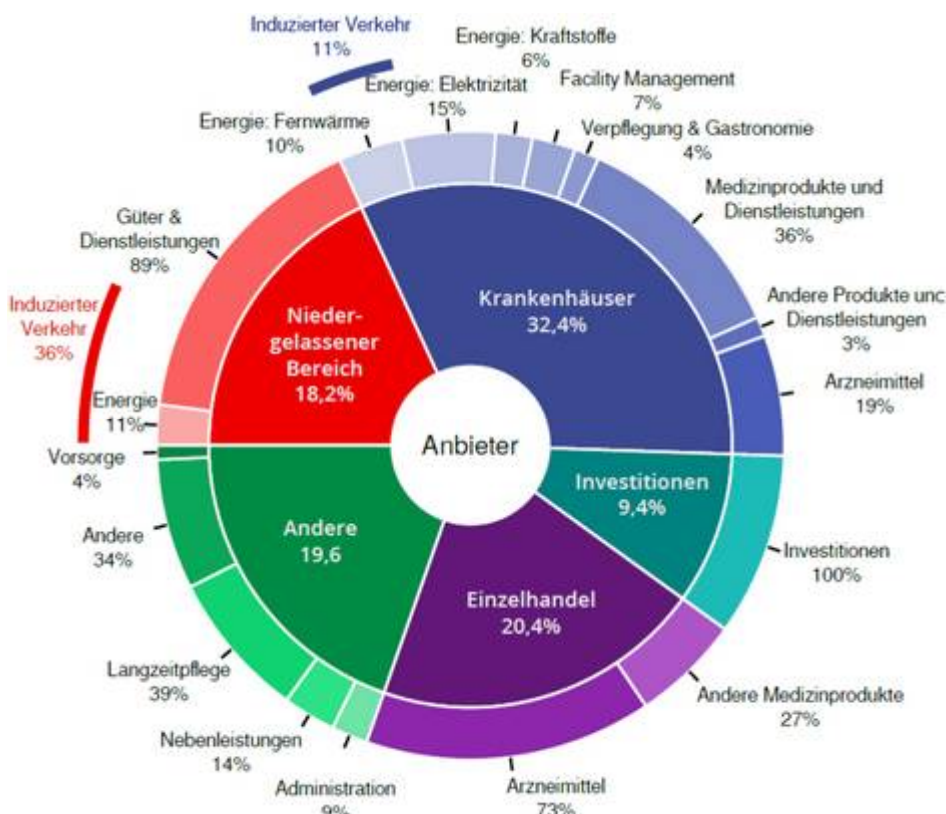 Induzierter Verkehr
11%
Energie: Kraftstoffe
6%
Energie: Elektrizität
15%
Facility Management
7%
Energie: Fernwärme
10%
Verpflegung & Gastronomie
4%
Medizinprodukte und
Dienstleistungen
36%
Güter &
Dienstleistungen
89%
Induzierter
Verkehr
36%
Krankenhäuser
32,4%
Andere Produkte und
Dienstleistungen
3%
Nieder-
gelassener
Bereich
18,2%
Arzneimittel
19%
Energie
11%
Anbieter
Vorsorge
4%
Investitionen
9,4%
Andere
34%
Andere
19,6
Investitionen
100%
Einzelhandel
20,4%
Langzeitpflege
39%
Andere Medizinprodukte
27%
Nebenleistungen
14%
Administration
9%
Arzneimittel
73%